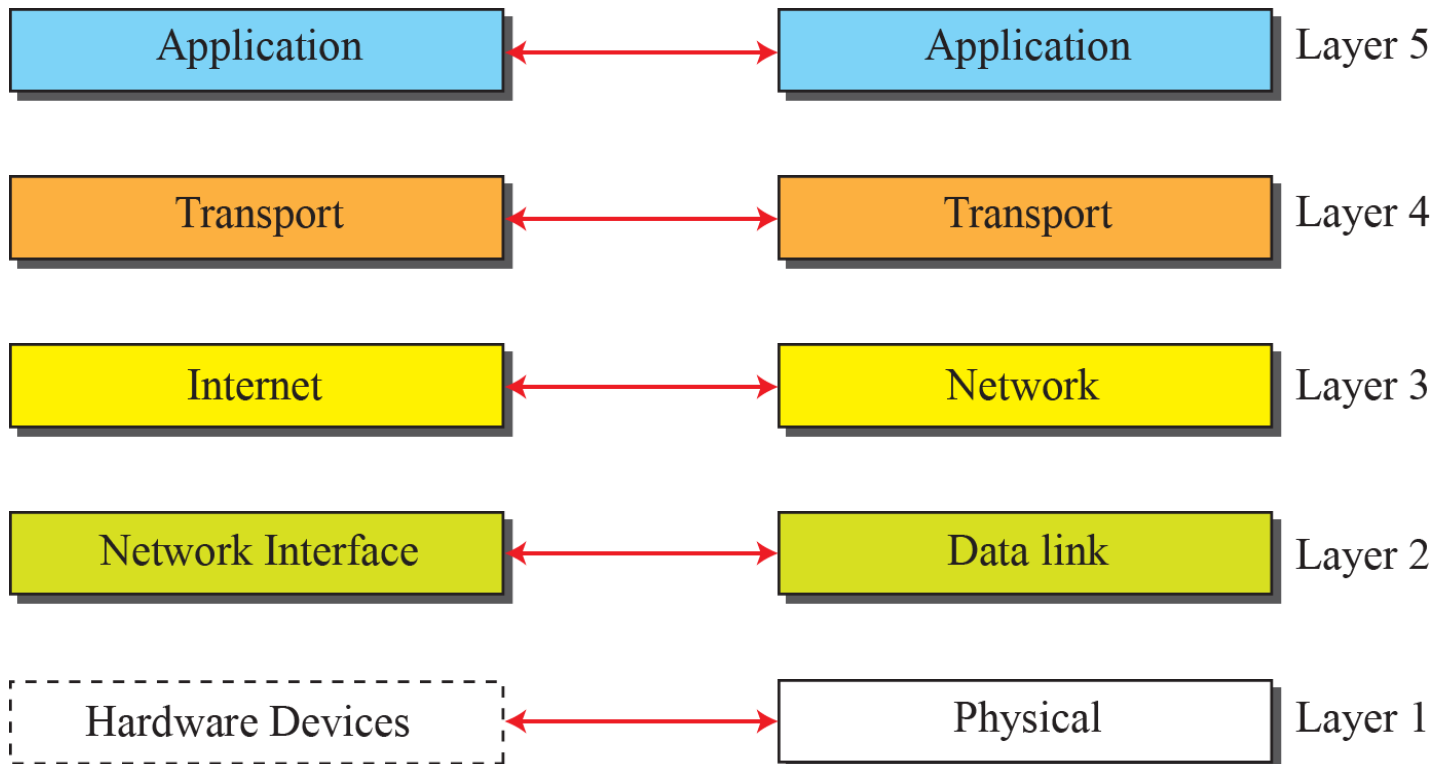 Application Application Layer 5
Transport Transport Layer 4
Internet Network Layer 3
Network Interface Data link Layer 2
Hardware Devices Physical Layer 1